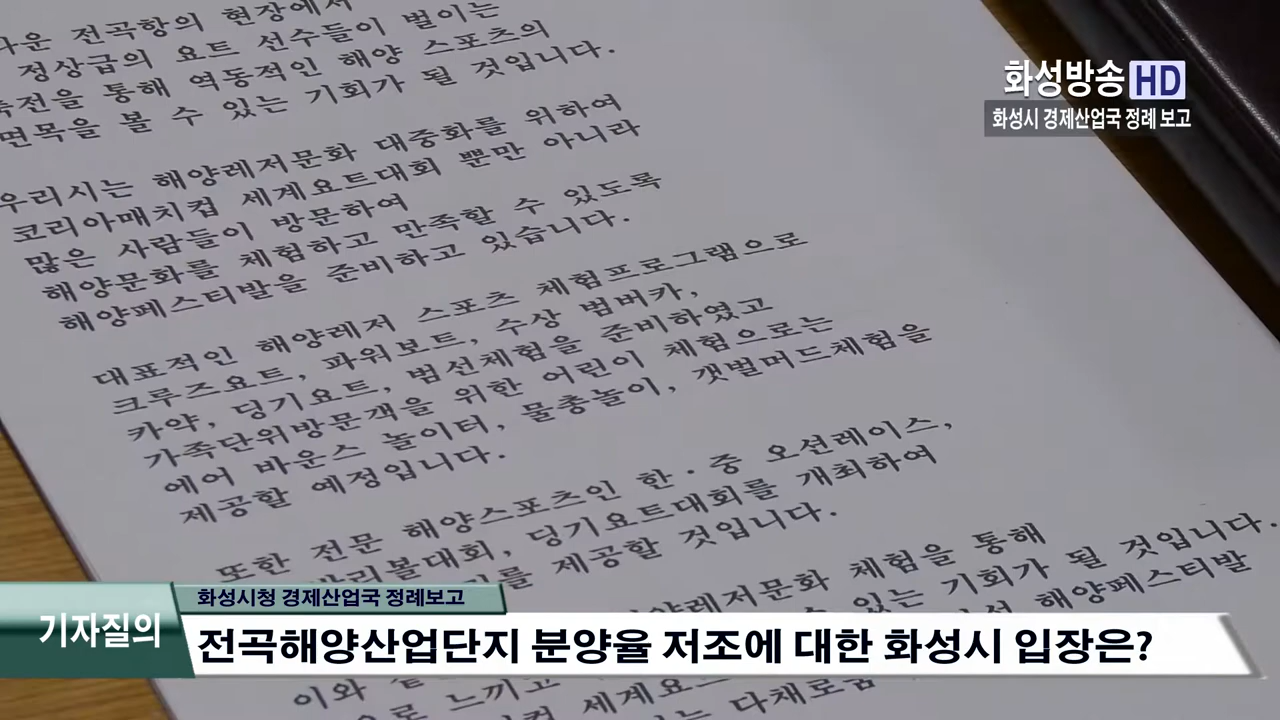 전곡항의 현장에서
정상급의 요트 선수들이 벌이는
축전을 통해 역동적인 해양 스포츠의
면목을 볼 수 있는 기회가 될 것입니다.
우리시는 해양레저문화 대중화를 위하여
코리아매치컵 세계요트대회 뿐만 아니라
많은 사람들이 방문하여
해양문화를 체험하고 만족할 수 있도록
해양페스티발을 준비하고 있습니다.
대표적인 해양레저 스포츠 체험프로그램으로
크루즈요트, 파워보트, 수상 범버카,
카약, 딩기요트, 범선체험을 준비하였고
가족단위방문객을 위한 어린이 체험으로는
에어 바운스 놀이터, 물총놀이, 갯벌머드체험을
제공할 예정입니다.
또한 전문 해양스포츠인 한·중 오션레이스,
발리볼대회, 딩기요트대회를 개최하여
를 제공할 것입니다.
해양레저문화 체험을 통해
있는 기회가 될 것입니다.
해양페스티발
이와
느끼고
세계요트
다채로움
화성방송 HD
화성시 경제산업국 정례 보고
화성시청 경제산업국 정례보고
기자질의
전곡해양산업단지 분양율 저조에 대한 화성시 입장은?